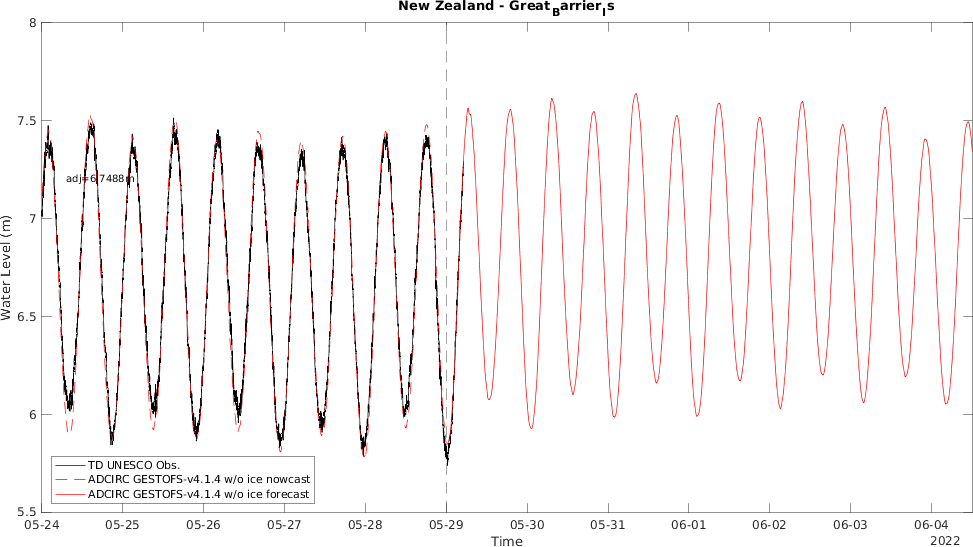 New Zealand - Great_Barrier_Is
8
7.5
7
6.5
6
5.5
Water Level (m)
adj=6.7488m
TD UNESCO Obs.
ADCIRC GESTOFS-v4.1.4 w/o ice nowcast
ADCIRC GESTOFS-v4.1.4 w/o ice forecast
05-24 05-25 05-26 05-27 05-28 05-29 05-30 05-31 06-01 06-02 06-03 06-04
Time
2022